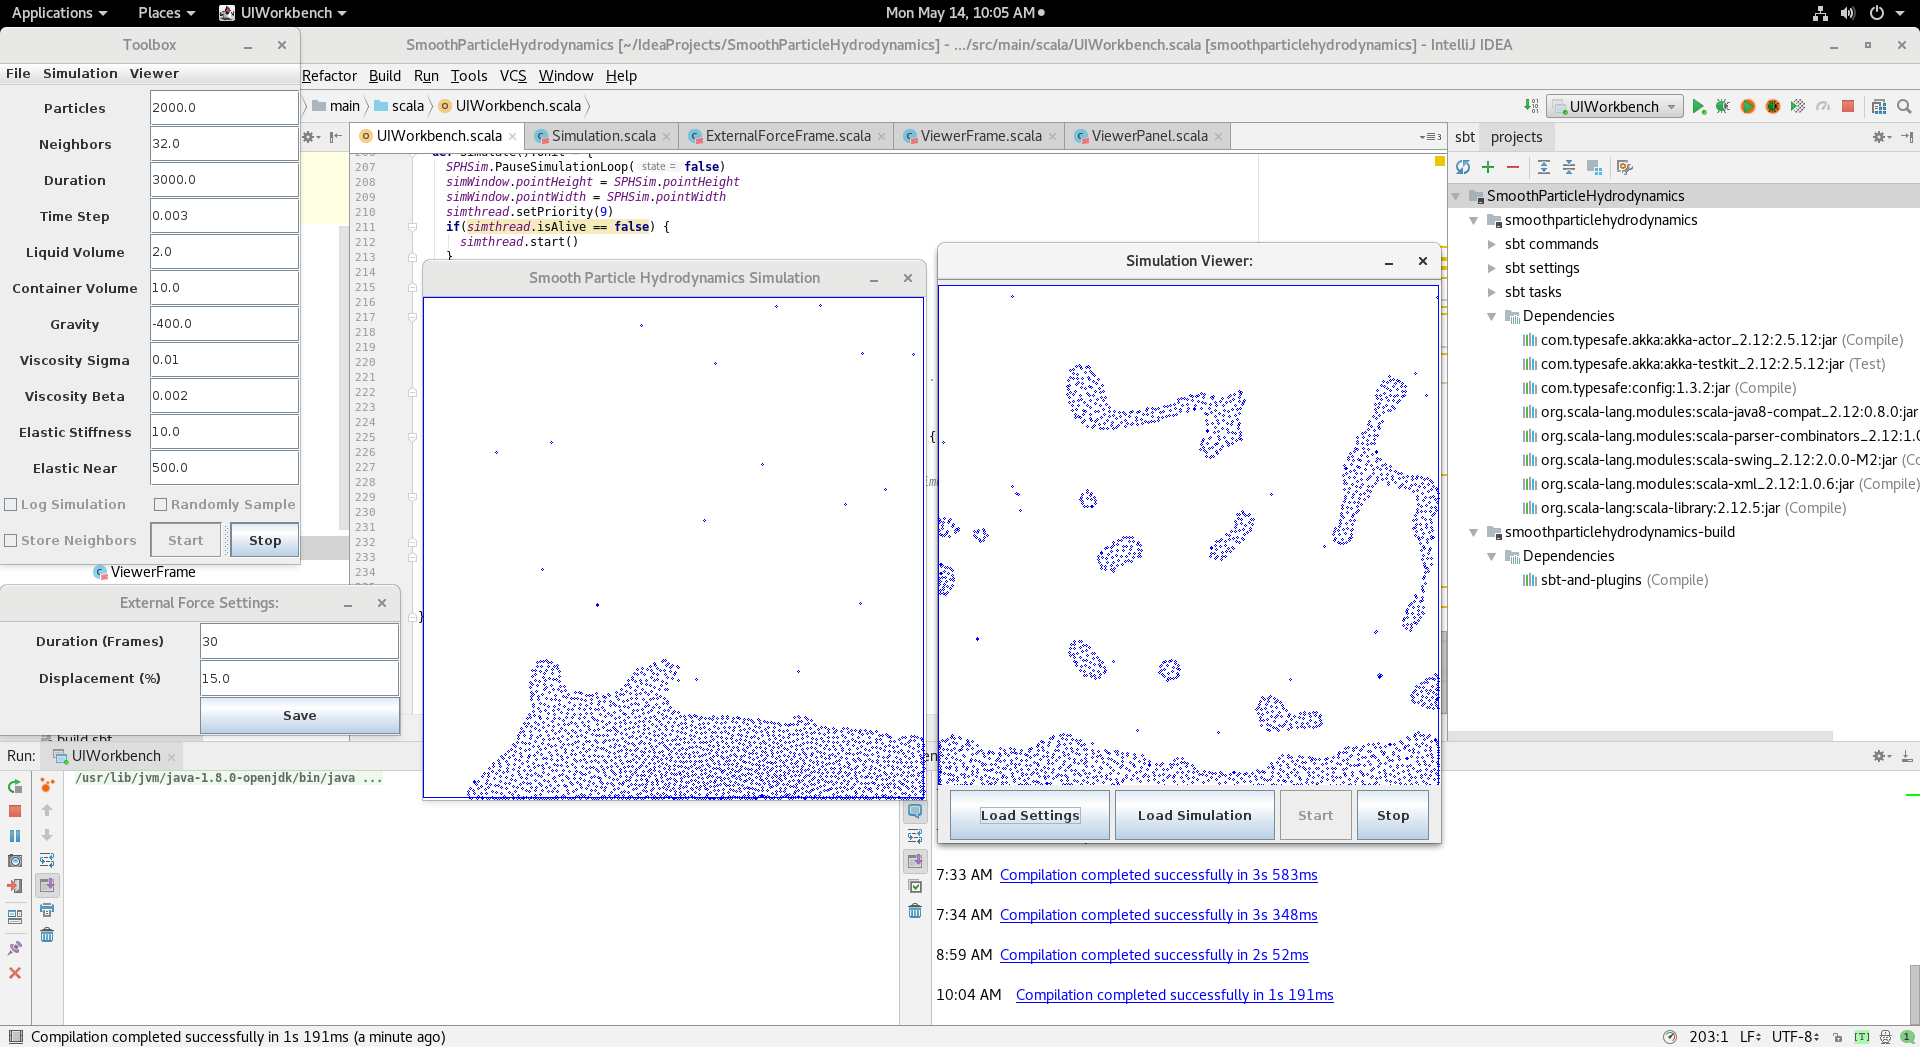 Applications Places UIWorkbench Mon May 14, 10:05 AM
Toolbox
SmoothParticleHydrodynamics [~/IdeaProjects/SmoothParticleHydrodynamics] - .../src/main/scala/UIWorkbench.scala [smoothparticlehydrodynamics] - IntelliJ IDEA
File Simulation Viewer
Refactor Build Run Tools VCS Window Help
main scala UIWorkbench.scala
UIWorkbench
UIWorkbench.scala Simulation.scala ExternalForceFrame.scala ViewerFrame.scala ViewerPanel.scala
sbt projects
Particles 2000.0
Neighbors 32.0
Duration 3000.0
Time Step 0.003
Liquid Volume 2.0
Container Volume 10.0
Gravity -400.0
Viscosity Sigma 0.01
Viscosity Beta 0.002
Elastic Stiffness 10.0
Elastic Near 500.0
Log Simulation Randomly Sample
Store Neighbors Start Stop
ViewerFrame
External Force Settings:
Duration (Frames) 30
Displacement (%) 15.0
Save
207 SPHSim.PauseSimulationLoop( state = false)
208 simWindow.pointHeight = SPHSim.pointHeight
209 simWindow.pointWidth = SPHSim.pointWidth
210 simthread.setPriority(9)
211 if(simthread.isAlive == false) {
212 simthread.start()
213 }
214
215
216
217
218
219
220
221
222
223
224
225 {
226
227
228
229
230
231
232
233
234
}
Smooth Particle Hydrodynamics Simulation
Simulation Viewer:
Load Settings Load Simulation Start Stop
SmoothParticleHydrodynamics
smoothparticlehydrodynamics
sbt commands
sbt settings
sbt tasks
Dependencies
com.typesafe.akka:akka-actor_2.12:2.5.12:jar (Compile)
com.typesafe.akka:akka-testkit_2.12:2.5.12:jar (Test)
com.typesafe:config:1.3.2:jar (Compile)
org.scala-lang.modules:scala-java8-compat_2.12:0.8.0:jar
org.scala-lang.modules:scala-parser-combinators_2.12:1.0
org.scala-lang.modules:scala-swing_2.12:2.0.0-M2:jar (Co
org.scala-lang.modules:scala-xml_2.12:1.0.6:jar (Compile)
org.scala-lang:scala-library:2.12.5:jar (Compile)
smoothparticlehydrodynamics-build
Dependencies
sbt-and-plugins (Compile)
Run: UIWorkbench
/usr/lib/jvm/java-1.8.0-openjdk/bin/java ...
7:33 AM Compilation completed successfully in 3s 583ms
7:34 AM Compilation completed successfully in 3s 348ms
8:59 AM Compilation completed successfully in 2s 52ms
10:04 AM Compilation completed successfully in 1s 191ms
Compilation completed successfully in 1s 191ms (a minute ago)
203:1 LF UTF-8 [T] 1